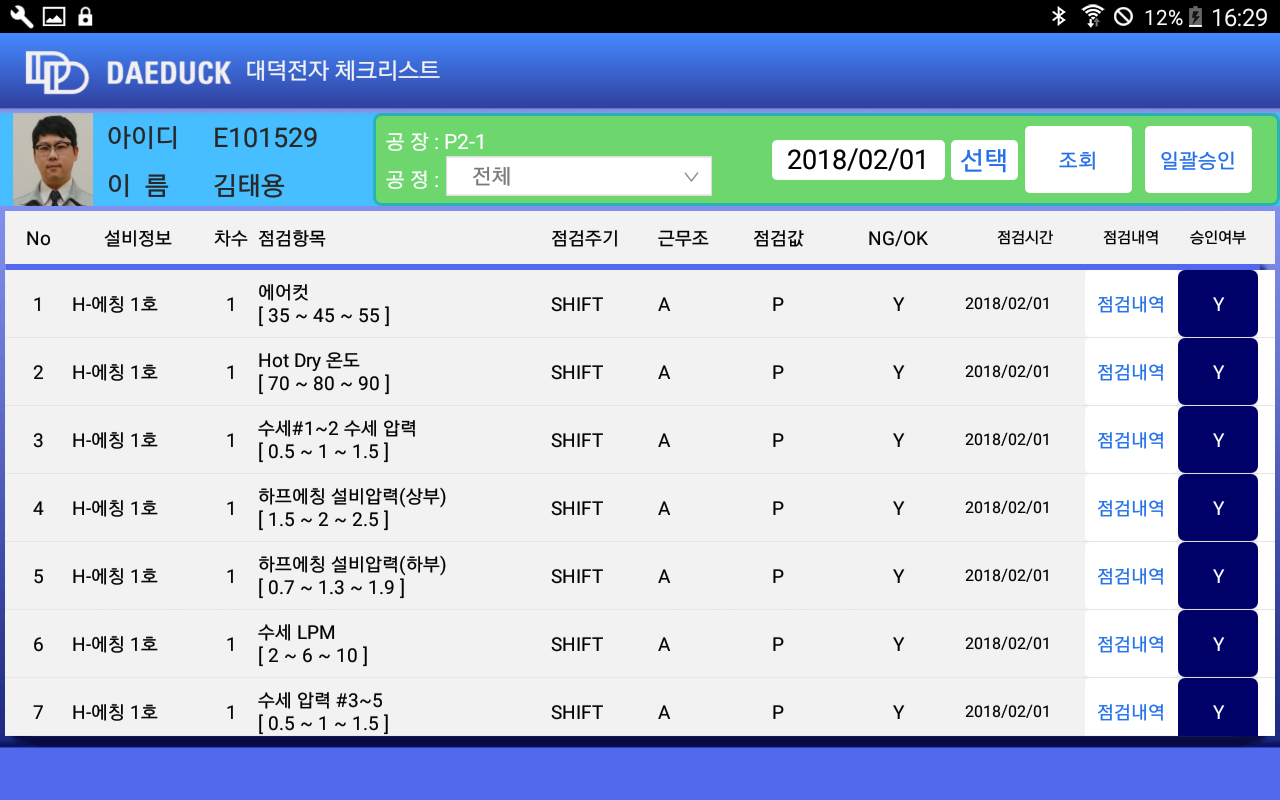 12% 16:29
DAEDUCK 대덕전자 체크리스트
아이디 E101529
이 름 김태용
공 장 : P2-1
공 정 : 전체
2018/02/01 선택 조회 일괄승인
No 설비정보 차수 점검항목 점검주기 근무조 점검값 NG/OK 점검시간 점검내역 승인여부
1 H-에칭 1호 1 에어컷 SHIFT A P Y 2018/02/01 점검내역 Y
[ 35 ~ 45 ~ 55 ]
2 H-에칭 1호 1 Hot Dry 온도 SHIFT A P Y 2018/02/01 점검내역 Y
[ 70 ~ 80 ~ 90 ]
3 H-에칭 1호 1 수세#1~2 수세 압력 SHIFT A P Y 2018/02/01 점검내역 Y
[ 0.5 ~ 1 ~ 1.5 ]
4 H-에칭 1호 1 하프에칭 설비압력(상부) SHIFT A P Y 2018/02/01 점검내역 Y
[ 1.5 ~ 2 ~ 2.5 ]
5 H-에칭 1호 1 하프에칭 설비압력(하부) SHIFT A P Y 2018/02/01 점검내역 Y
[ 0.7 ~ 1.3 ~ 1.9 ]
6 H-에칭 1호 1 수세 LPM SHIFT A P Y 2018/02/01 점검내역 Y
[ 2 ~ 6 ~ 10 ]
7 H-에칭 1호 1 수세 압력 #3~5 SHIFT A P Y 2018/02/01 점검내역 Y
[ 0.5 ~ 1 ~ 1.5 ]